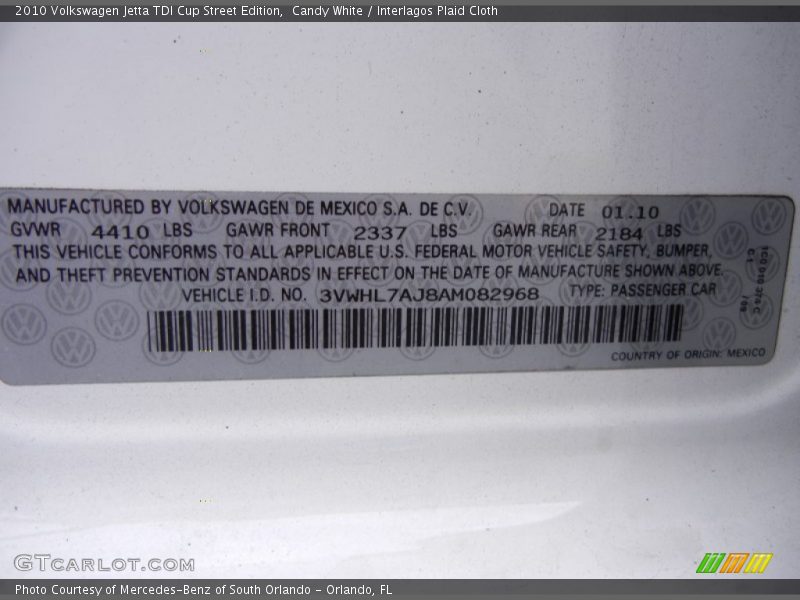 2010 Volkswagen Jetta TDI Cup Street Edition,  Candy White / Interlagos Plaid Cloth
MANUFACTURED BY VOLKSWAGEN DE MEXICO S.A. DE C.V. DATE 01.10
GVWR 4410 LBS GAWR FRONT 2337 LBS GAWR REAR 2184 LBS
THIS VEHICLE CONFORMS TO ALL APPLICABLE U.S. FEDERAL MOTOR VEHICLE SAFETY, BUMPER,
AND THEFT PREVENTION STANDARDS IN EFFECT ON THE DATE OF MANUFACTURE SHOWN ABOVE.
VEHICLE I.D. NO. 3VWHL7AJ8AM082968 TYPE: PASSENGER CAR
COUNTRY OF ORIGIN: MEXICO
GTCARLOT.COM
Photo Courtesy of Mercedes-Benz of South Orlando - Orlando, FL